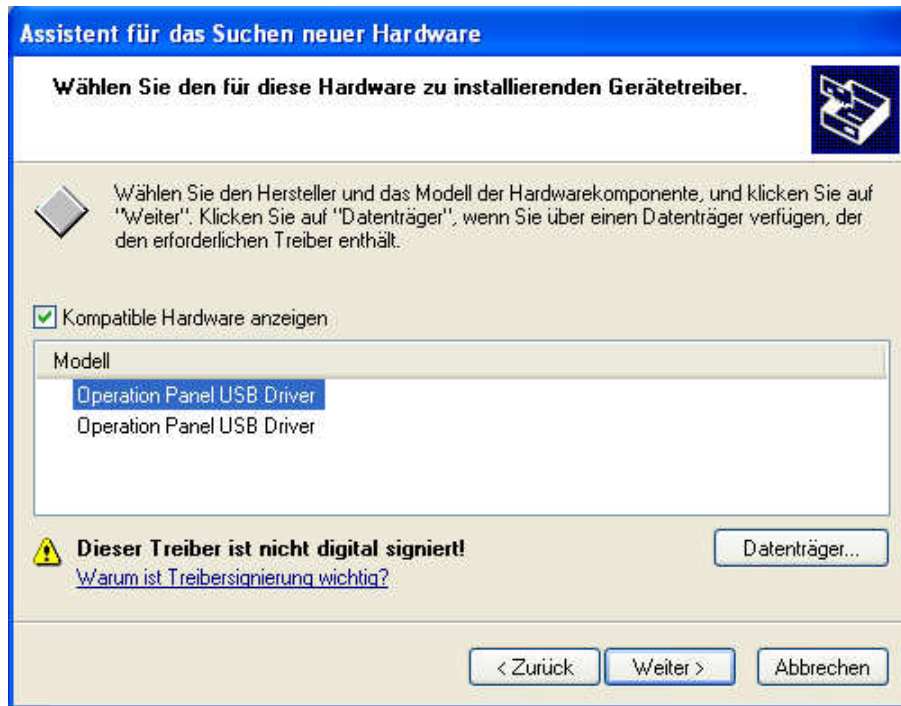 Assistent für das Suchen neuer Hardware
Wählen Sie den für diese Hardware zu installierenden Gerätetreiber.
Wählen Sie den Hersteller und das Modell der Hardwarekomponente, und klicken Sie auf
"Weiter". Klicken Sie auf "Datenträger", wenn Sie über einen Datenträger verfügen, der
den erforderlichen Treiber enthält.
Kompatible Hardware anzeigen
Modell
Operation Panel USB Driver
Operation Panel USB Driver
Dieser Treiber ist nicht digital signiert!
Datenträger...
Warum ist Treibersignierung wichtig?
< Zurück
Weiter >
Abbrechen